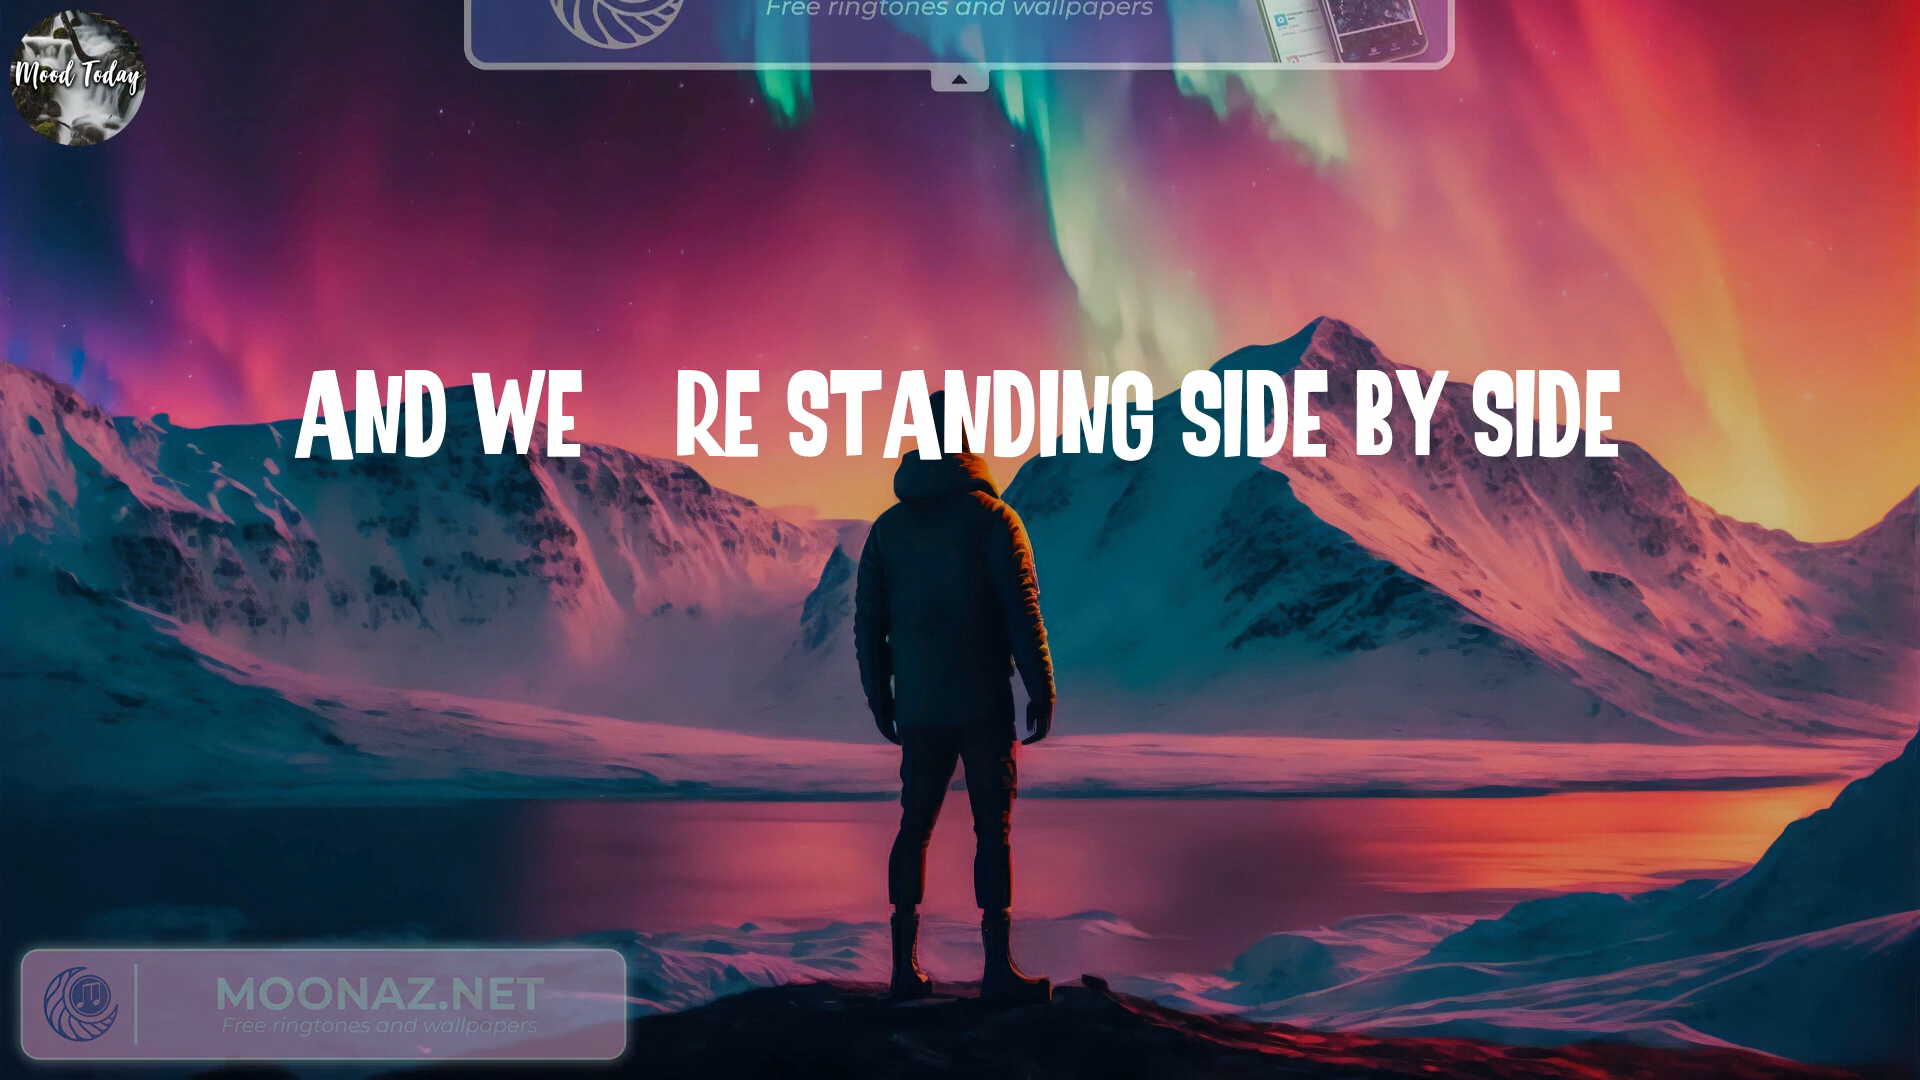 Free ringtones and wallpapers
Mood Today
AND WE RE STANDING SIDE BY SIDE
MOONAZ.NET
Free ringtones and wallpapers